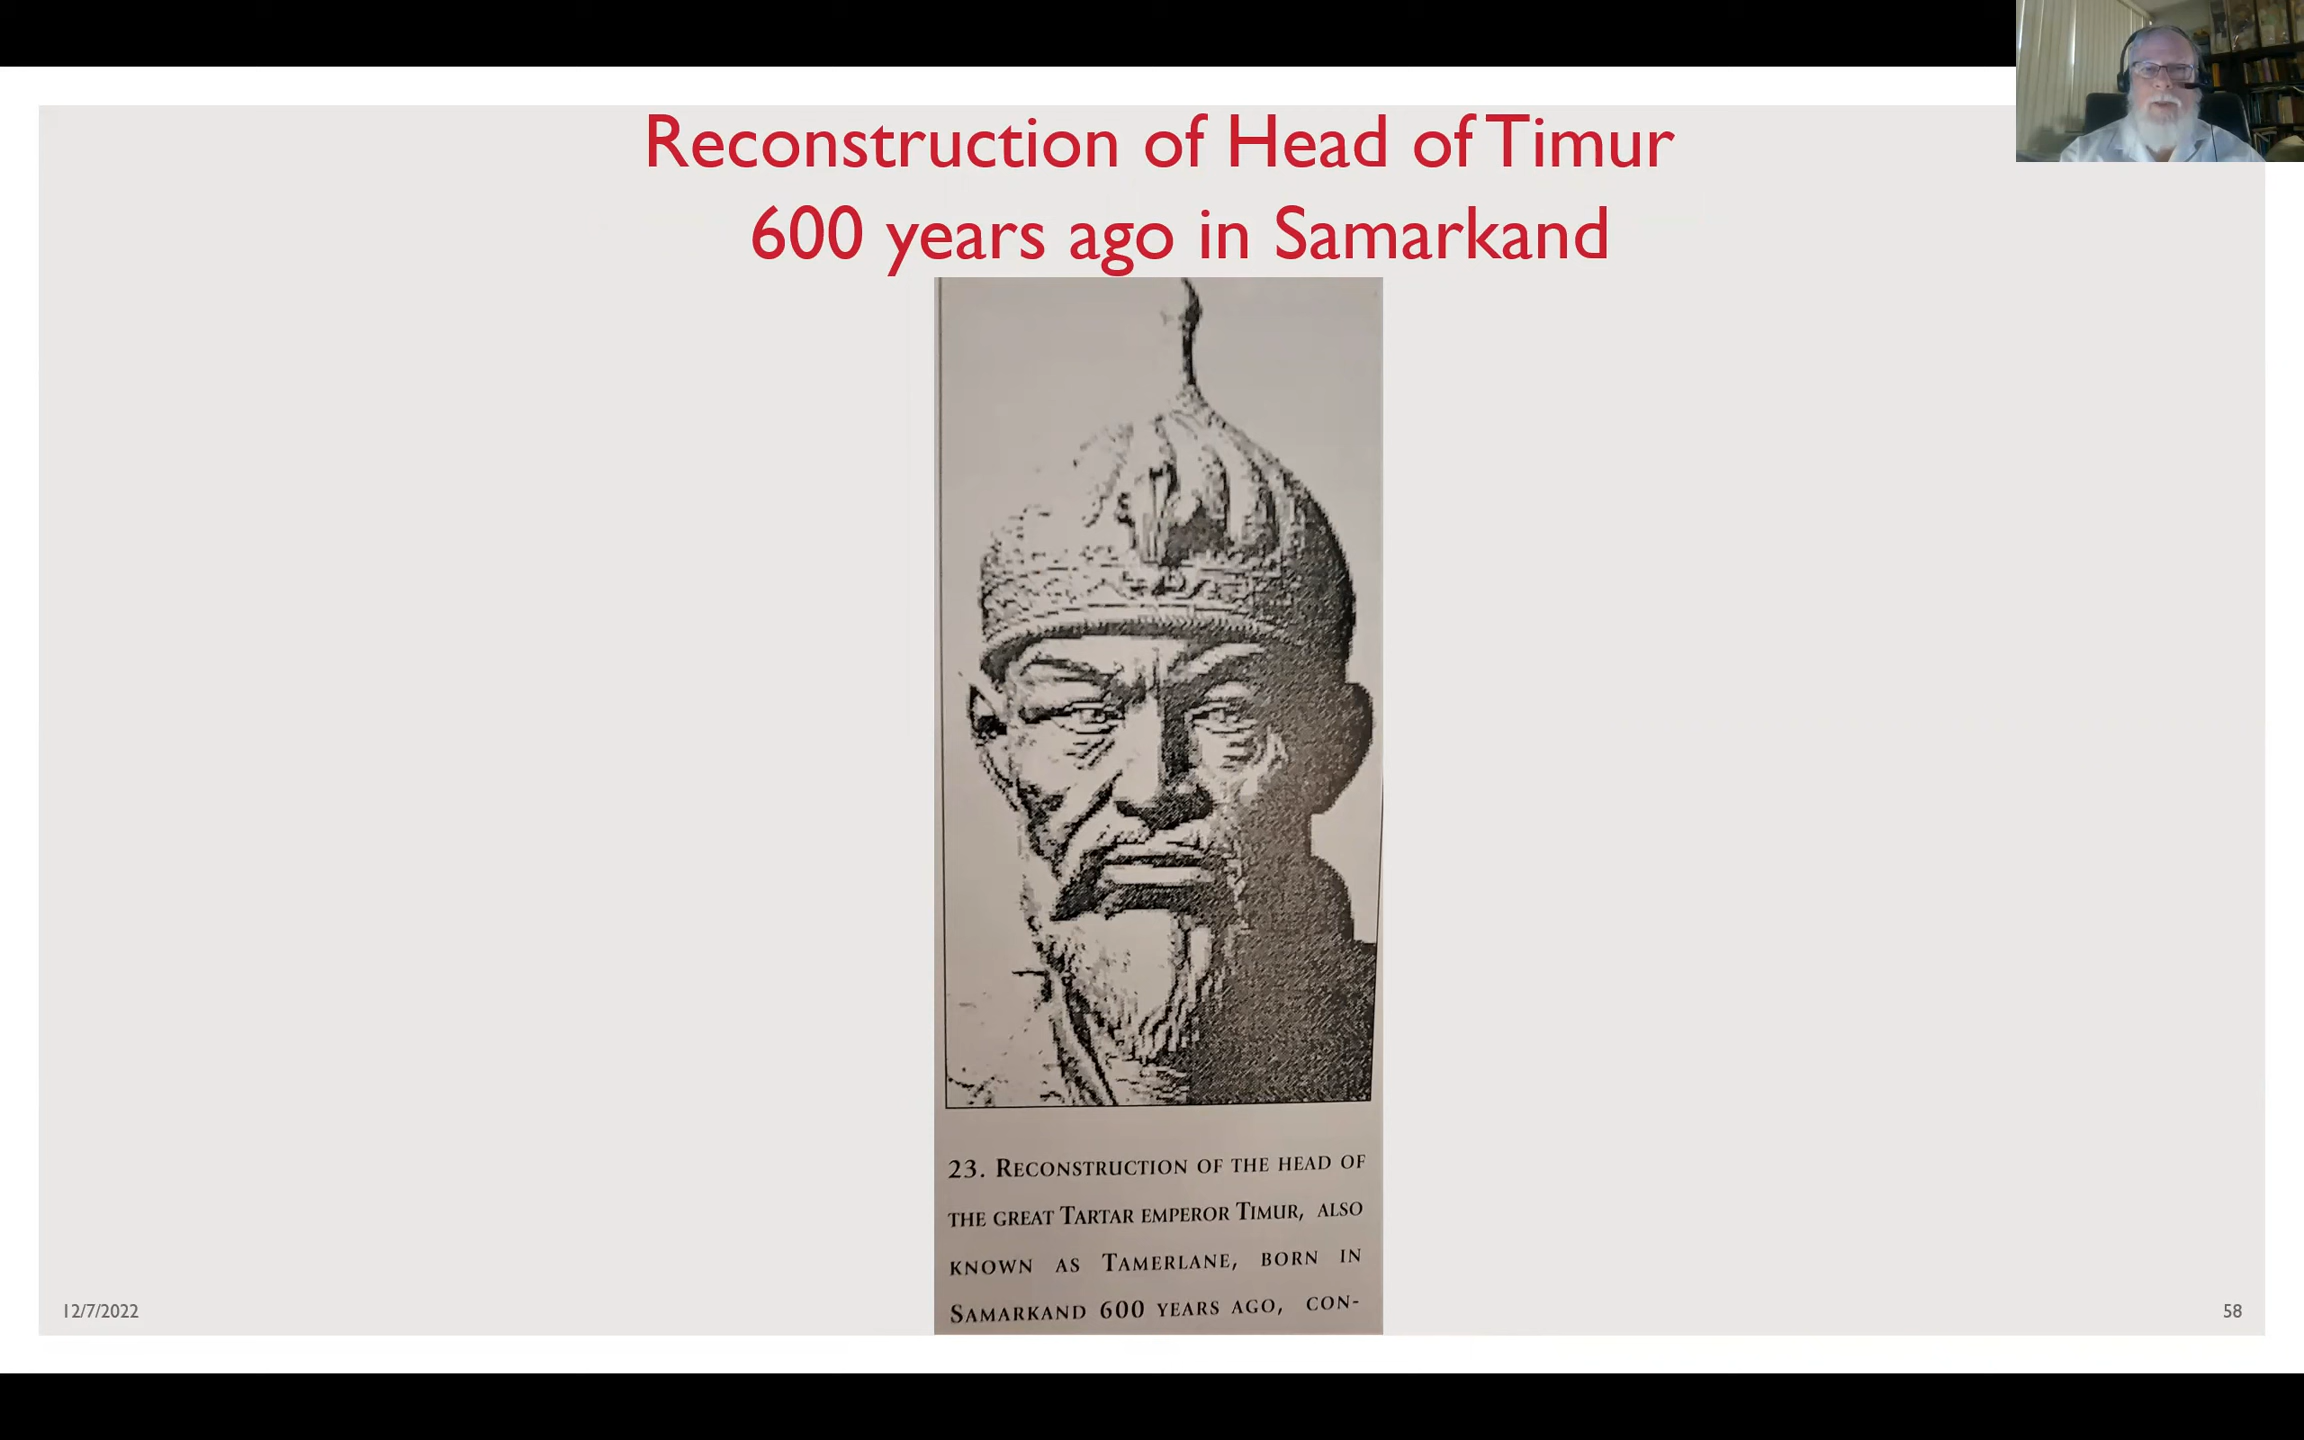 Reconstruction of Head of Timur
600 years ago in Samarkand
23. Reconstruction of the head of
the great Tartar emperor Timur, also
known as Tamerlane, born in
Samarkand 600 years ago, con-
12/7/2022
58